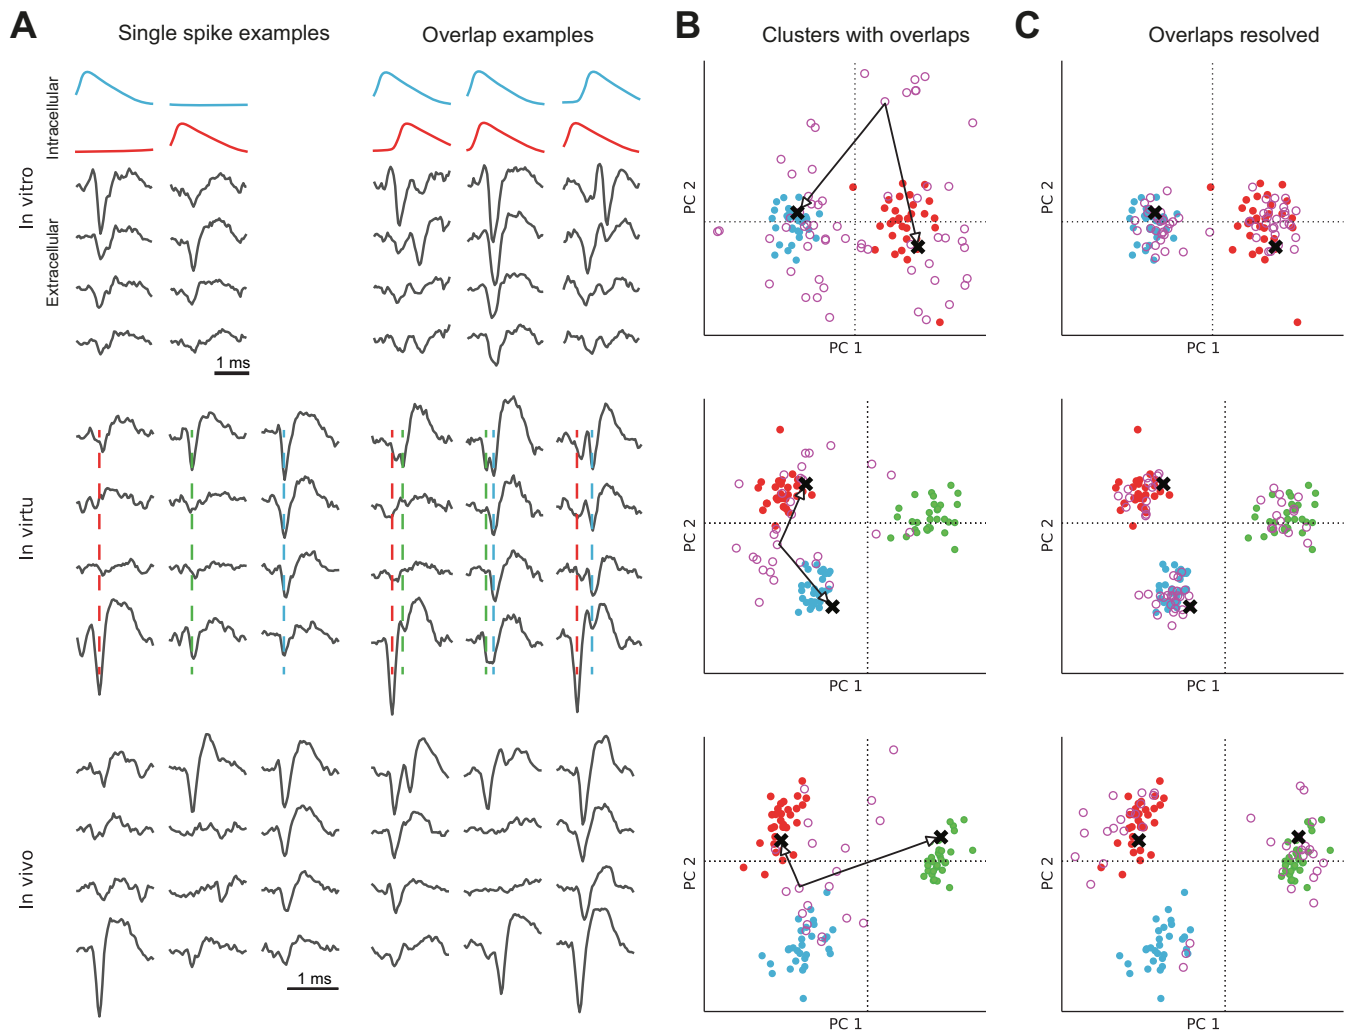 A
Single spike examples
Overlap examples
B
Clusters with overlaps
C
Overlaps resolved
In vitro
Intracellular
Extracellular
1 ms
PC 2
PC 1
PC 2
PC 1
In virtu
PC 2
PC 1
PC 2
PC 1
In vivo
1 ms
PC 2
PC 1
PC 2
PC 1